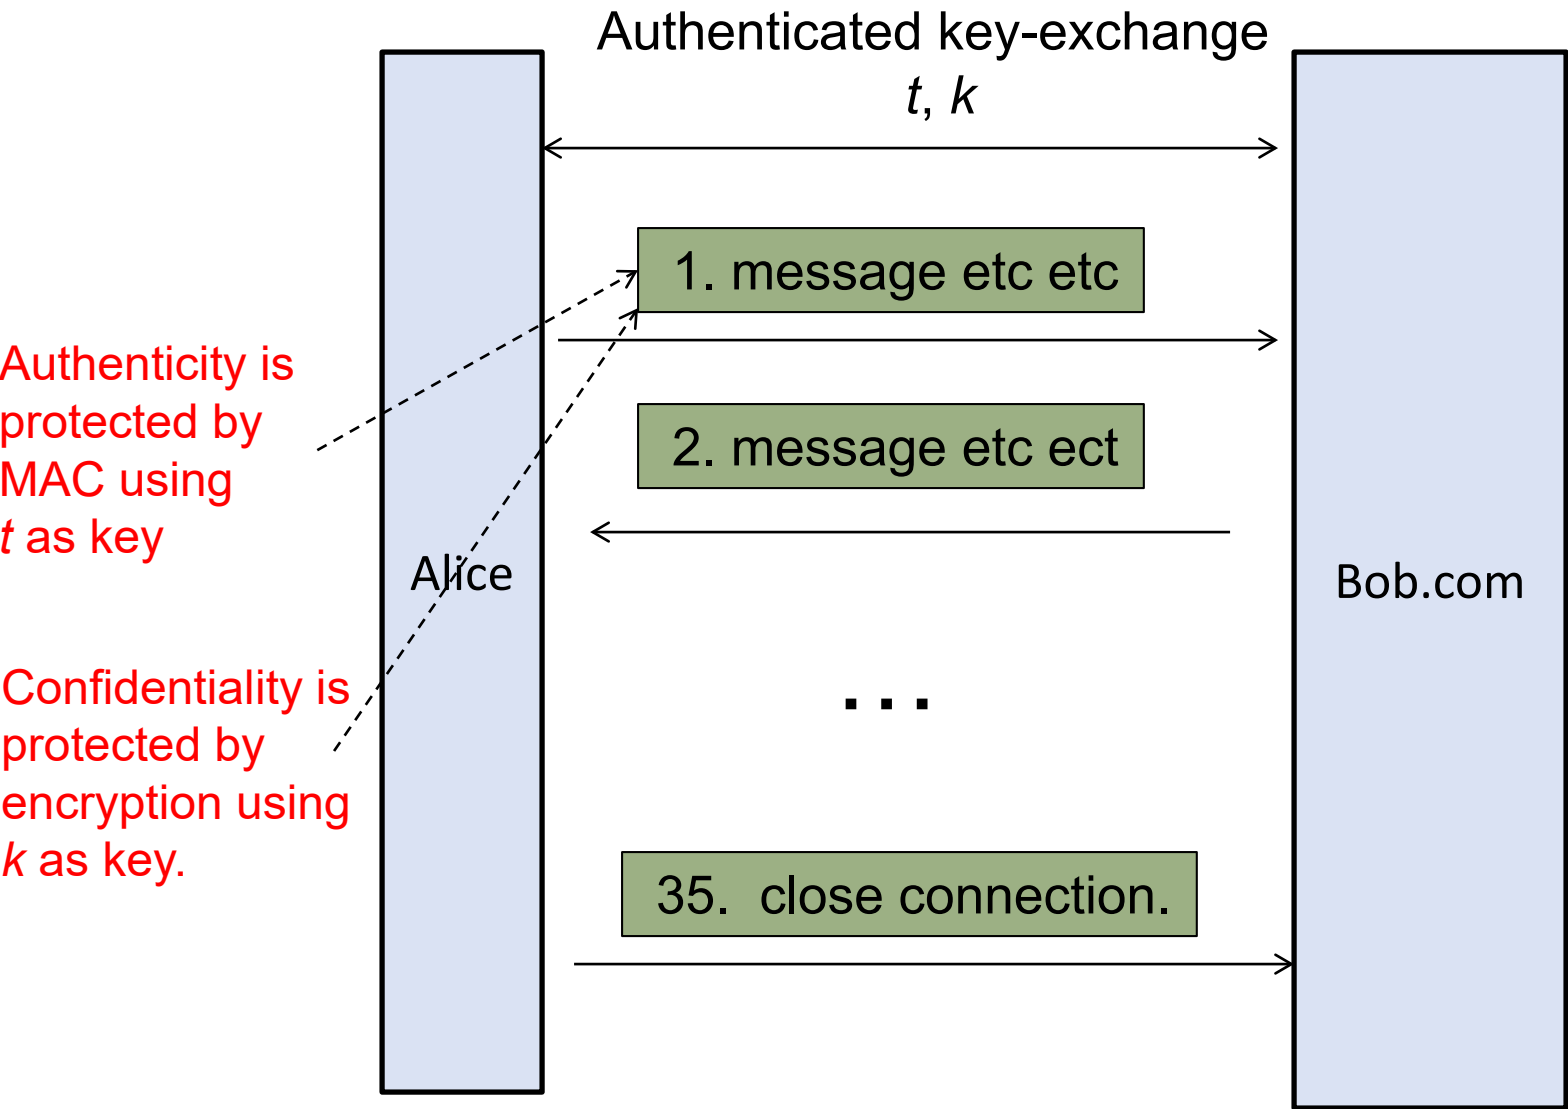 Authenticated key-exchange
t, k
1. message etc etc
Authenticity is
protected by
MAC using
t as key
2. message etc ect
Alice
Bob.com
Confidentiality is
protected by
encryption using
k as key.
...
35. close connection.